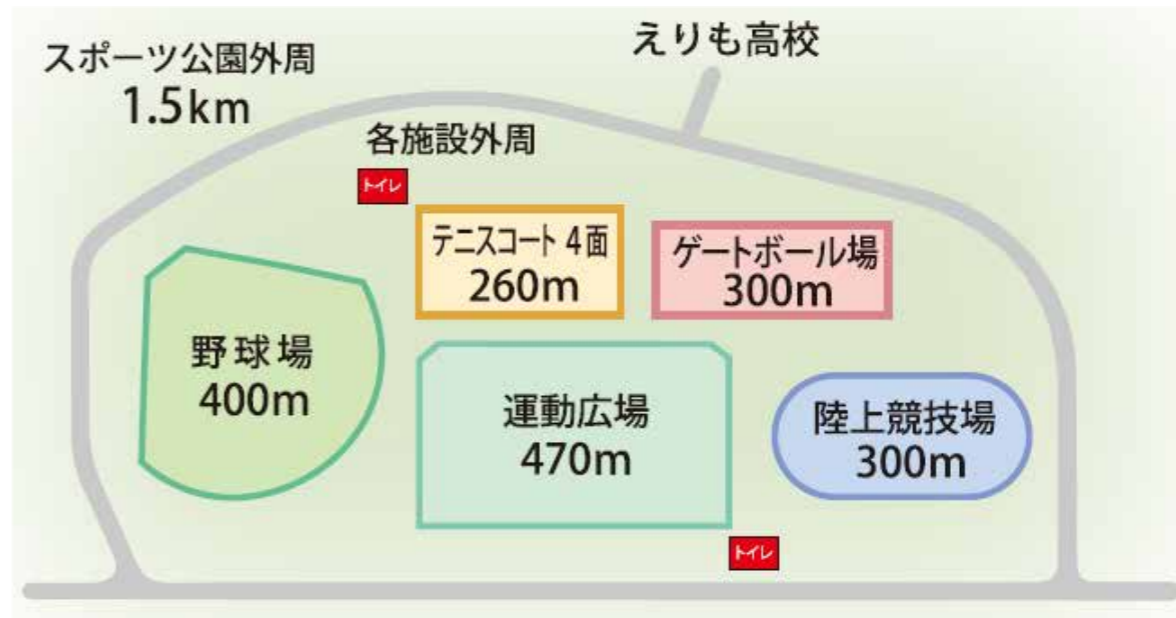 スポーツ公園外周
1.5km
えりも高校
各施設外周
トイレ
テニスコート 4面
260m
ゲートボール場
300m
野球場
400m
運動広場
470m
陸上競技場
300m
トイレ